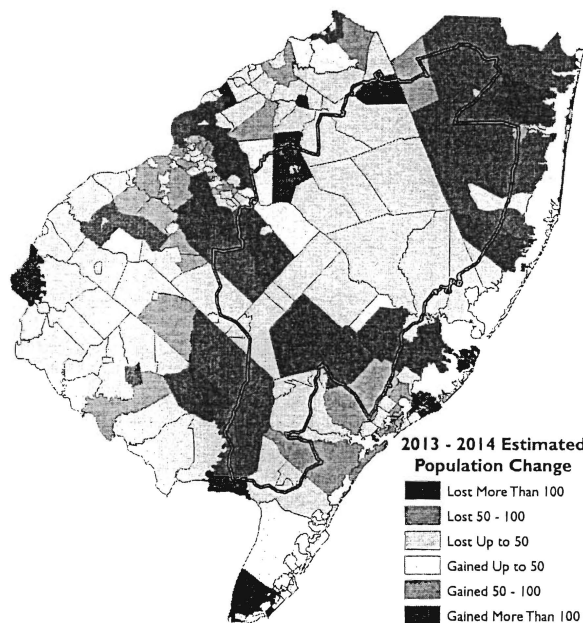 2013 - 2014 Estimated
Population Change
Lost More Than 100
Lost 50 - 100
Lost Up to 50
Gained Up to 50
Gained 50 - 100
Gained More Than 100